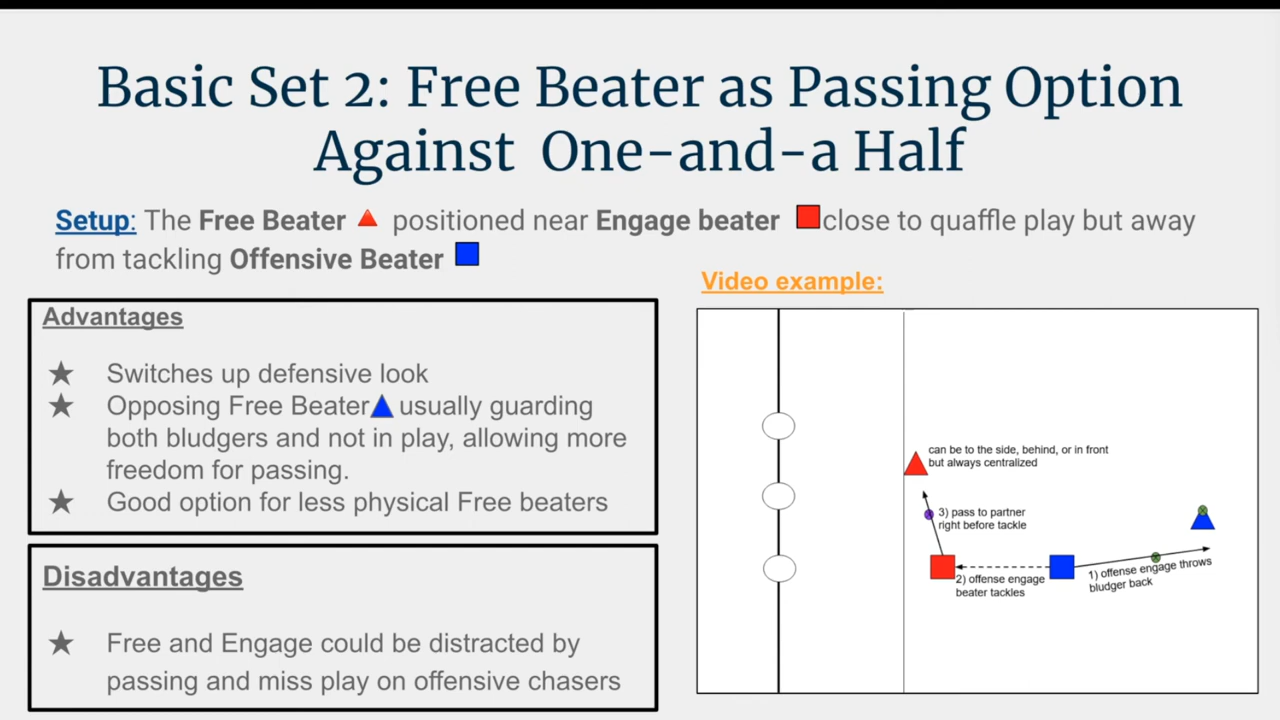 Basic Set 2: Free Beater as Passing Option
Against One-and-a Half
Setup: The Free Beater positioned near Engage beater close to quaffle play but away
from tackling Offensive Beater
Video example:
Advantages
★ Switches up defensive look
★ Opposing Free Beater usually guarding
both bludgers and not in play, allowing more
freedom for passing.
★ Good option for less physical Free beaters
Disadvantages
★ Free and Engage could be distracted by
passing and miss play on offensive chasers
can be to the side, behind, or in front
but always centralized
3) pass to partner
right before tackle
2) offense engage
beater tackles
1) offense engage throws
bludger back